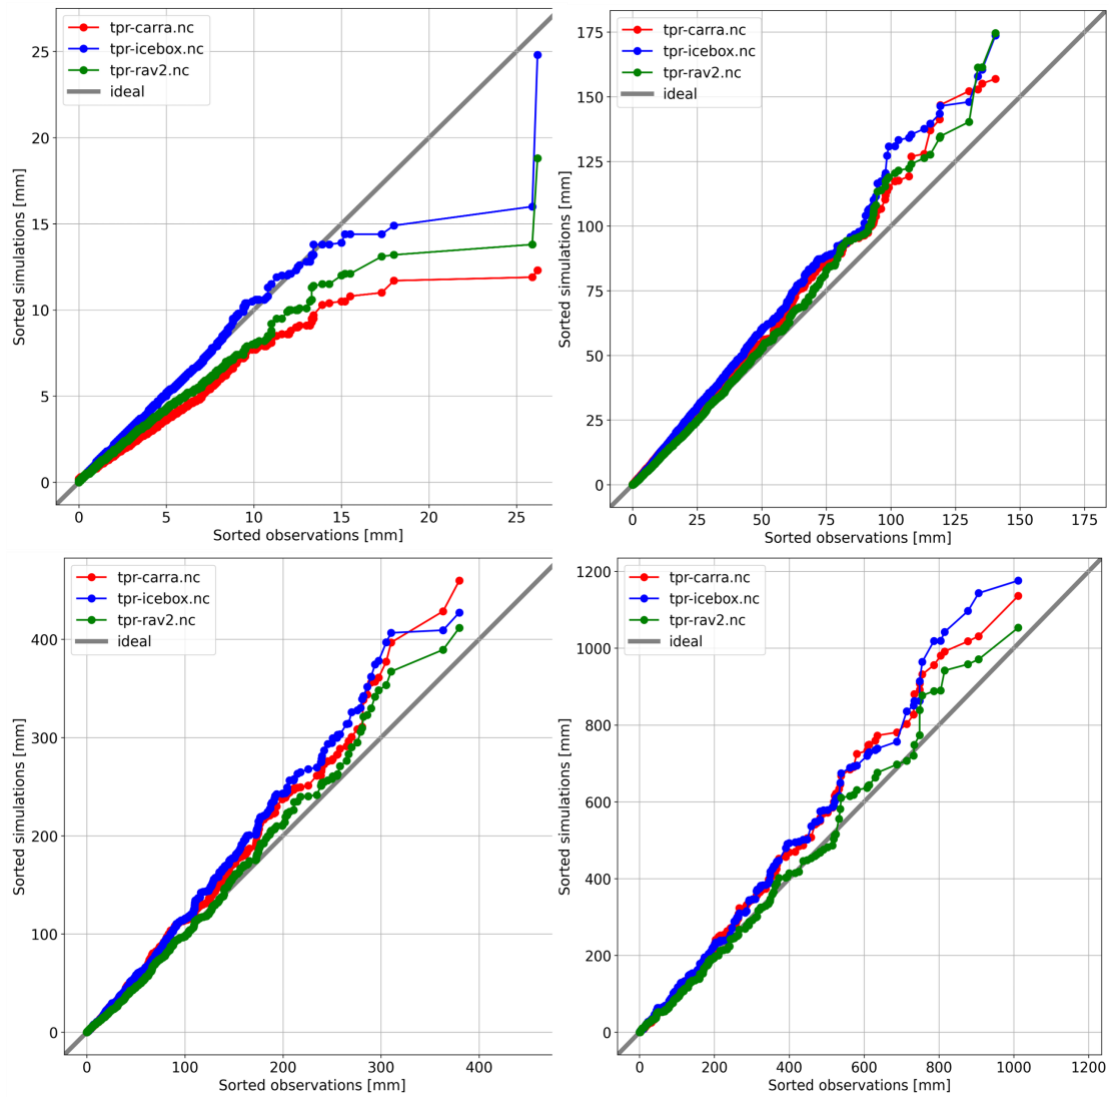 tpr-carra.nc
tpr-icebox.nc
tpr-rav2.nc
ideal
25
20
15
10
5
0
Sorted simulations [mm]
0 5 10 15 20 25
Sorted observations [mm]
tpr-carra.nc
tpr-icebox.nc
tpr-rav2.nc
ideal
175
150
125
100
75
50
25
0
Sorted simulations [mm]
0 25 50 75 100 125 150 175
Sorted observations [mm]
tpr-carra.nc
tpr-icebox.nc
tpr-rav2.nc
ideal
400
300
200
100
0
Sorted simulations [mm]
0 100 200 300 400
Sorted observations [mm]
tpr-carra.nc
tpr-icebox.nc
tpr-rav2.nc
ideal
1200
1000
800
600
400
200
0
Sorted simulations [mm]
0 200 400 600 800 1000 1200
Sorted observations [mm]